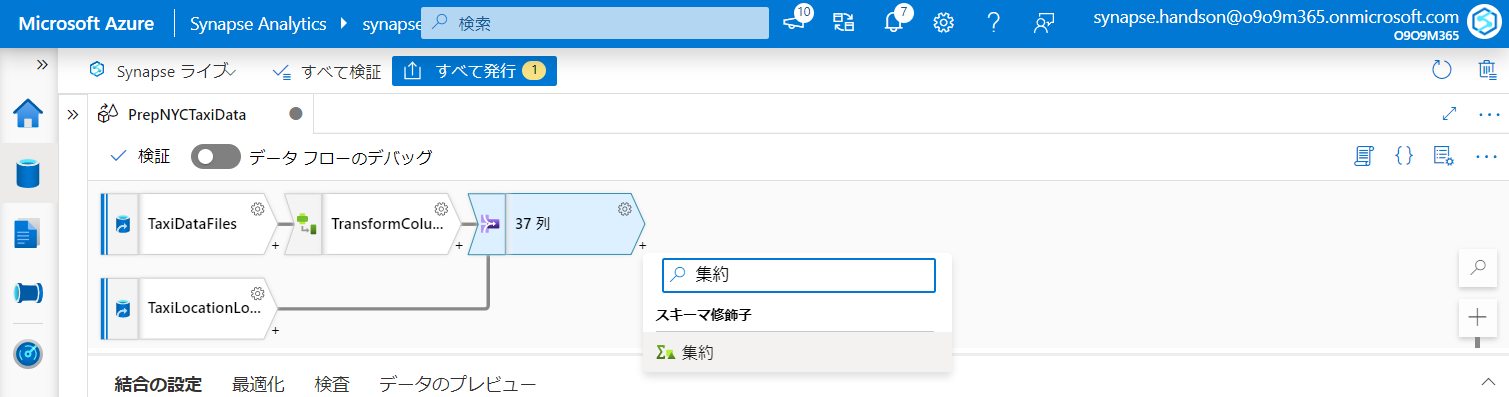 Microsoft Azure
Synapse Analytics
synapse
検索
10
7
synapse.handson@o9o9m365.onmicrosoft.com
O9O9M365
Synapse ライブ
すべて検証
すべて発行
1
PrepNYCTaxiData
検証
データ フローのデバッグ
TaxiDataFiles
TransformColu...
37 列
TaxiLocationLo...
集約
スキーマ修飾子
集約
結合の設定
最適化
検査
データのプレビュー